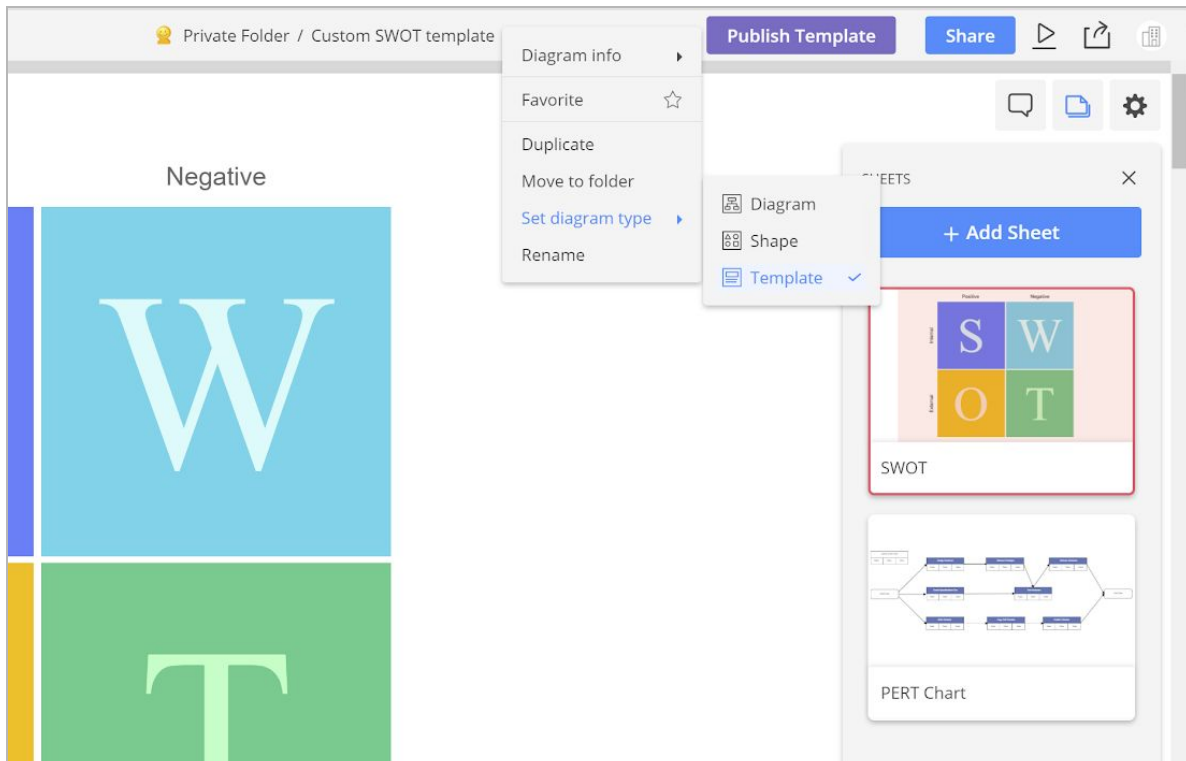 Private Folder / Custom SWOT template
Publish Template
Share
Diagram info
Favorite
Duplicate
Move to folder
Set diagram type
Rename
Diagram
Shape
Template
Negative
W
T
SHEETS
+ Add Sheet
Positive Negative
Internal
S W
External
O T
SWOT
PERT Chart